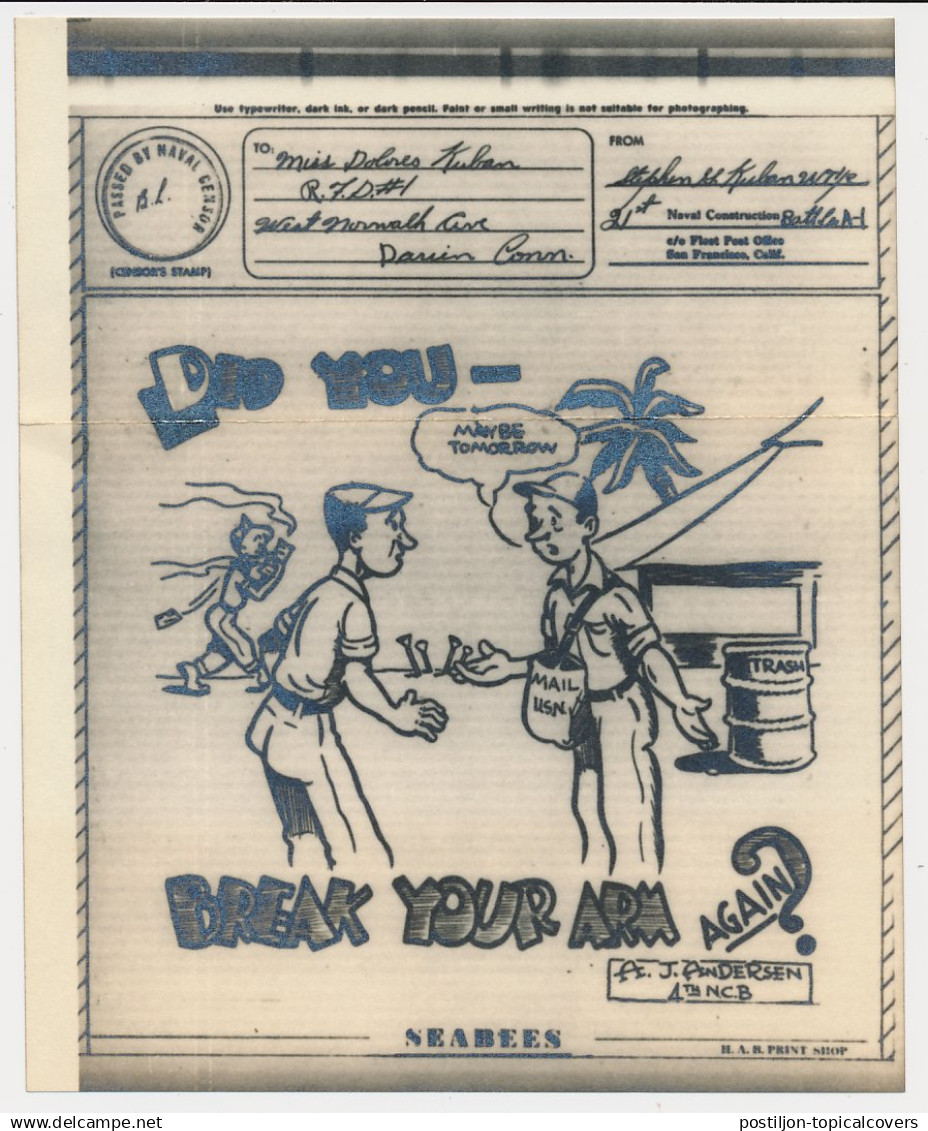 Use typewriter, dark ink, or dark pencil. Faint or small writing is not suitable for photographing.
PASSED BY NAVAL CENSOR
(CENSOR'S STAMP)
TO: Miss Dolores Kuban
R.F.D.#1
West Norwalk Ave
Darien Conn.
FROM
Stephen Kuban
21st Naval Construction
c/o Fleet Post Office
San Francisco, Calif.
DID YOU —
MAYBE
TOMORROW
MAIL
USN.
TRASH
BREAK YOUR ARM AGAIN?
A. J. ANDERSEN
4TH N.C.B
SEABEES
H. A. B. PRINT SHOP
postiljon-topicalcovers